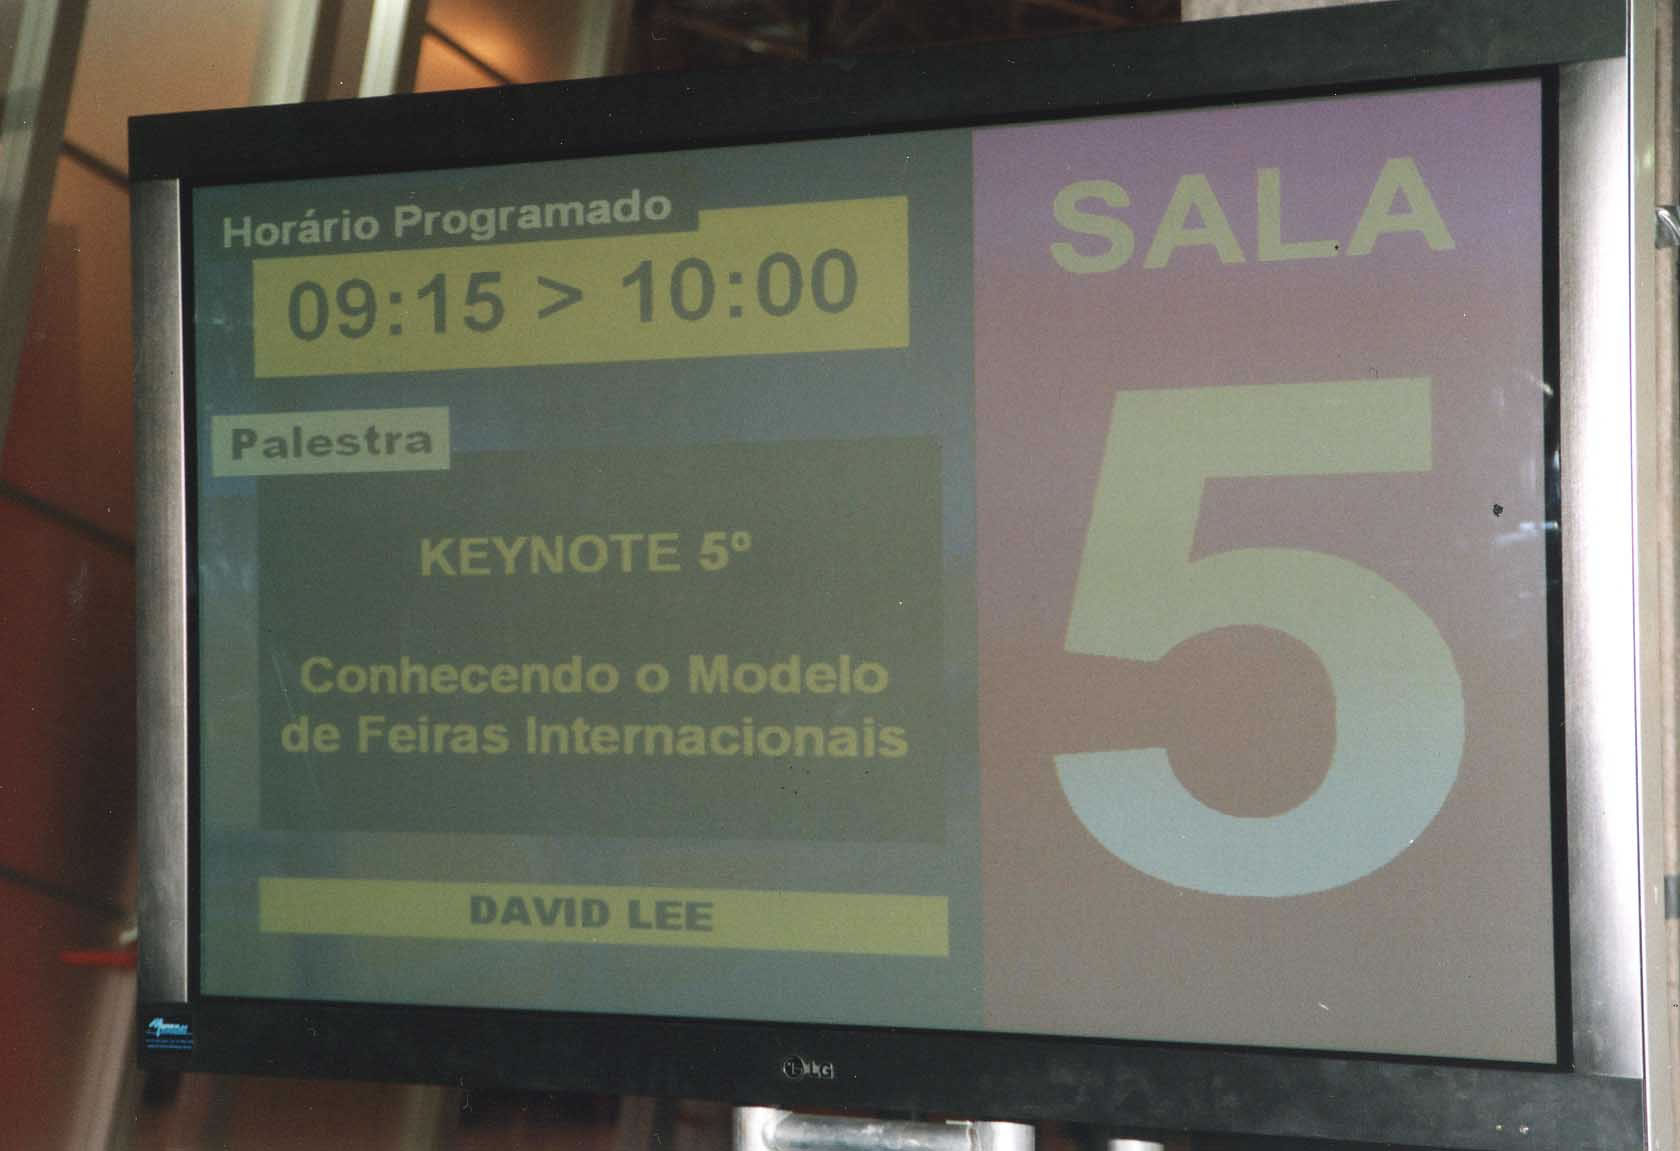 Horário Programado
09:15 > 10:00
Palestra
KEYNOTE 5º
Conhecendo o Modelo
de Feiras Internacionais
DAVID LEE
SALA
5
LG